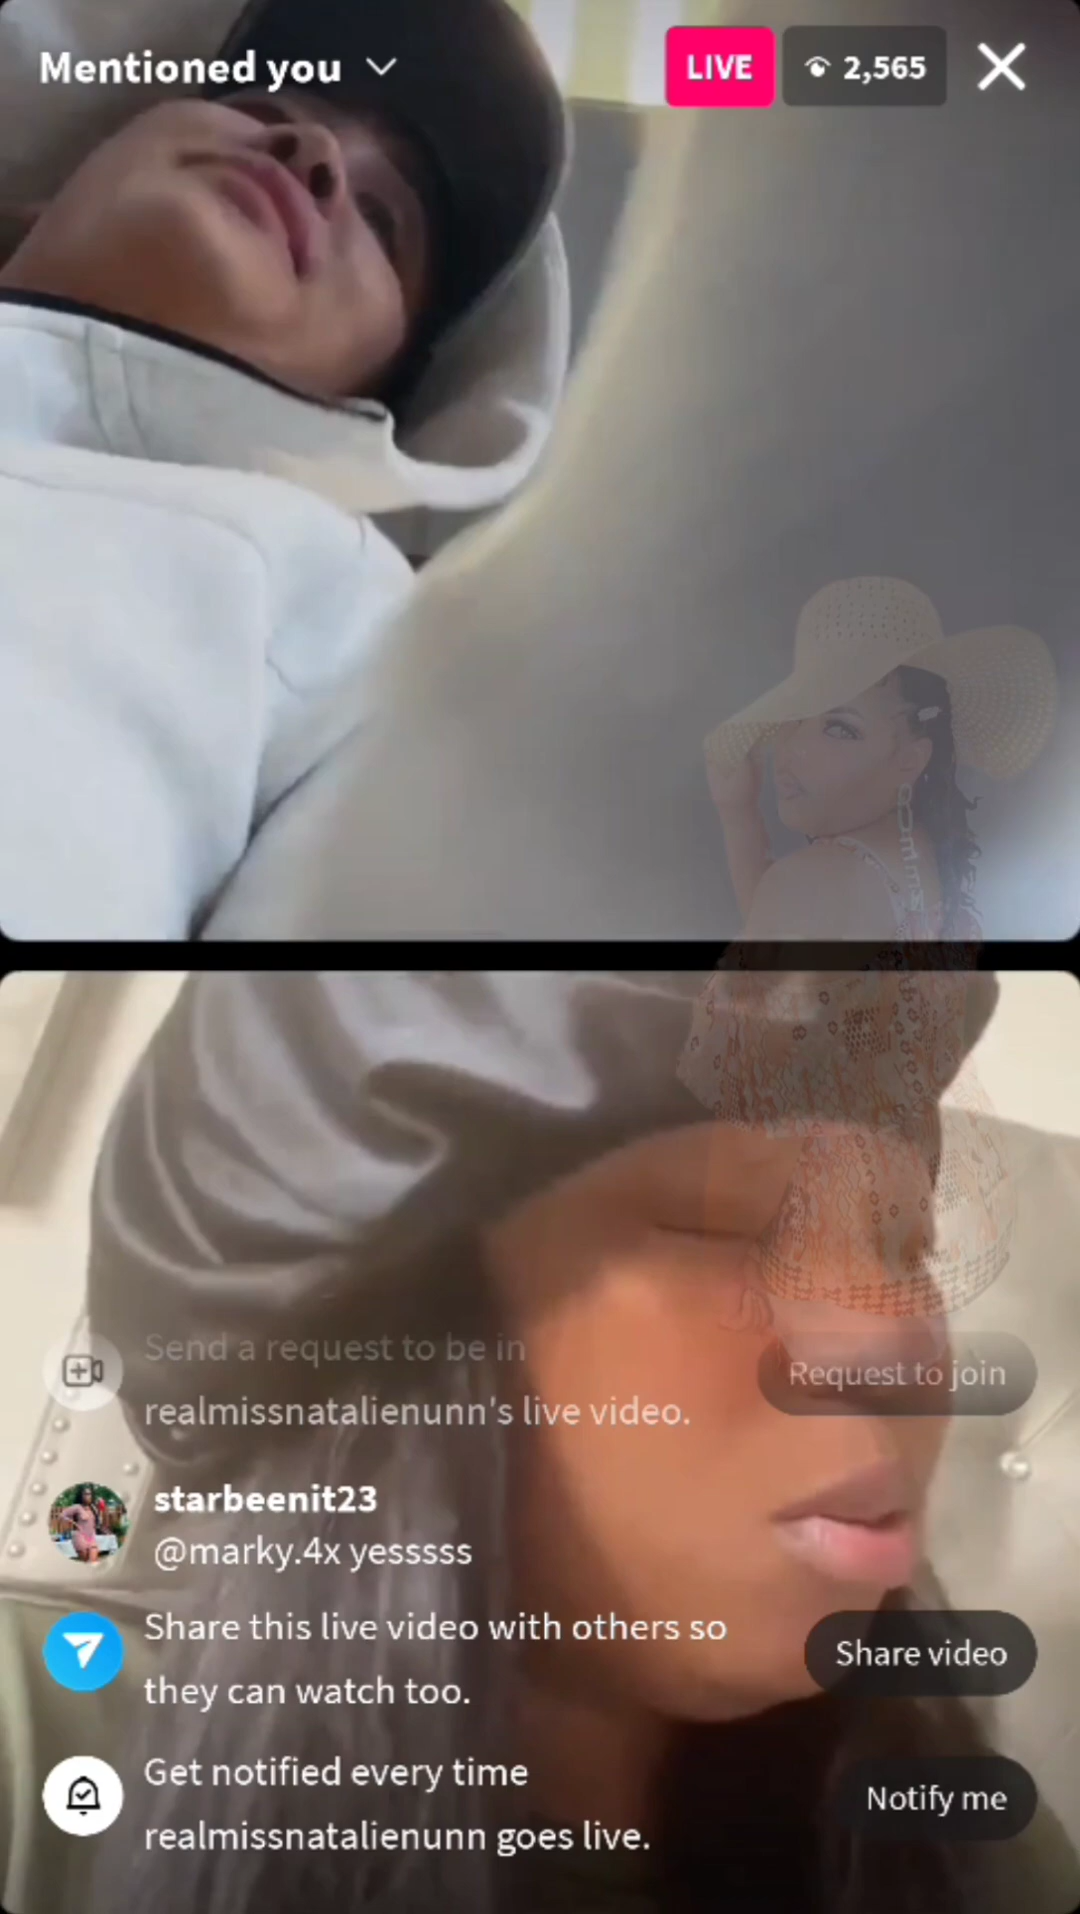 Mentioned you
LIVE
2,565
Send a request to be in
realmissnatalienunn's live video.
Request to join
starbeenit23
@marky.4x yesssss
Share this live video with others so
they can watch too.
Share video
Get notified every time
realmissnatalienunn goes live.
Notify me